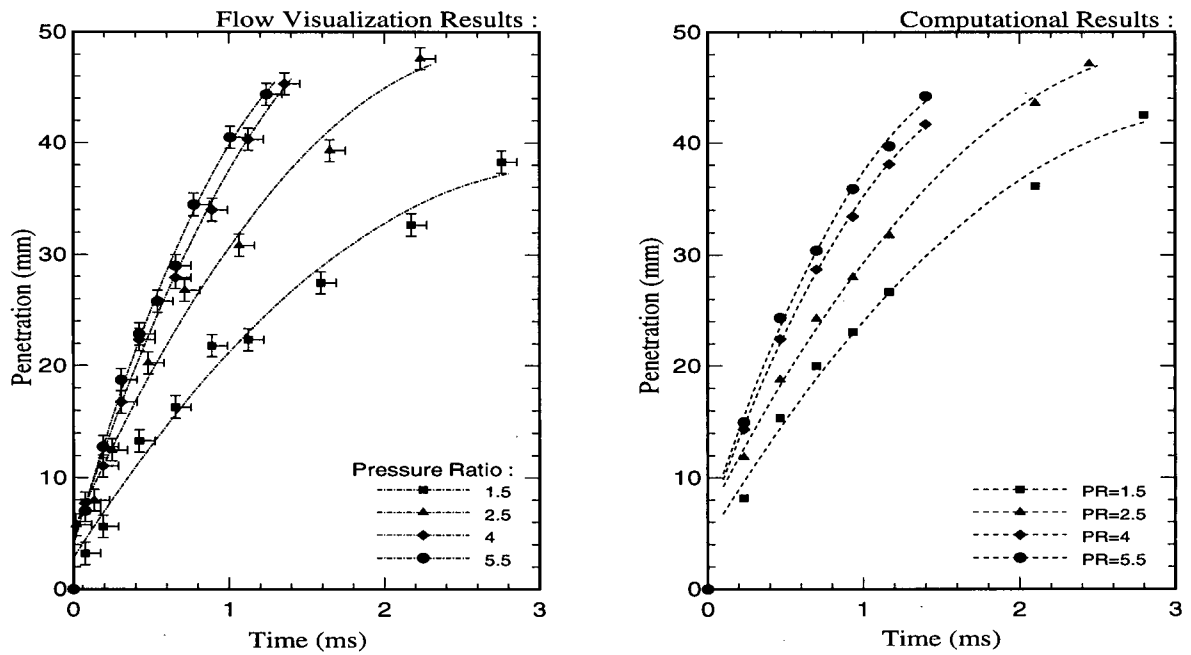 Flow Visualization Results :
50
40
30
20
10
0
Penetration (mm)
Pressure Ratio :
1.5
2.5
4
5.5
0 1 2 3
Time (ms)
Computational Results :
50
40
30
20
10
0
Penetration (mm)
PR=1.5
PR=2.5
PR=4
PR=5.5
0 1 2 3
Time (ms)